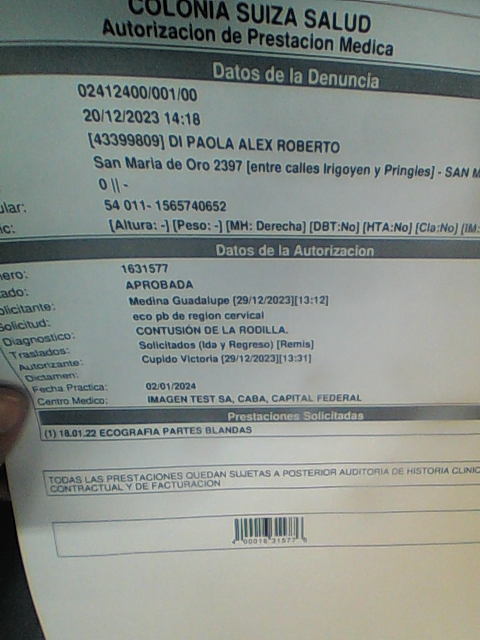 COLONIA SUIZA SALUD
Autorizacion de Prestacion Medica
Datos de la Denuncia
02412400/001/00
20/12/2023 14:18
[43399809] DI PAOLA ALEX ROBERTO
San Maria de Oro 2397 [entre calles Irigoyen y Pringles] - SAN M
0 || -
ular: 54 011- 1565740652
ic: [Altura: -] [Peso: -] [MH: Derecha] [DBT:No] [HTA:No] [Cia:No] [IM:
Datos de la Autorizacion
ero: 1631577
ado: APROBADA
olicitante: Medina Guadalupe [29/12/2023][13:12]
Solicitud: eco pb de region cervical
Diagnostico: CONTUSIÓN DE LA RODILLA.
Traslados: Solicitados (Ida y Regreso) [Remis]
Autorizante: Cupido Victoria [29/12/2023][13:31]
Dictamen:
Fecha Practica: 02/01/2024
Centro Medico: IMAGEN TEST SA, CABA, CAPITAL FEDERAL
Prestaciones Solicitadas
(1) 18.01.22 ECOGRAFIA PARTES BLANDAS
TODAS LAS PRESTACIONES QUEDAN SUJETAS A POSTERIOR AUDITORIA DE HISTORIA CLINIC
CONTRACTUAL Y DE FACTURACION